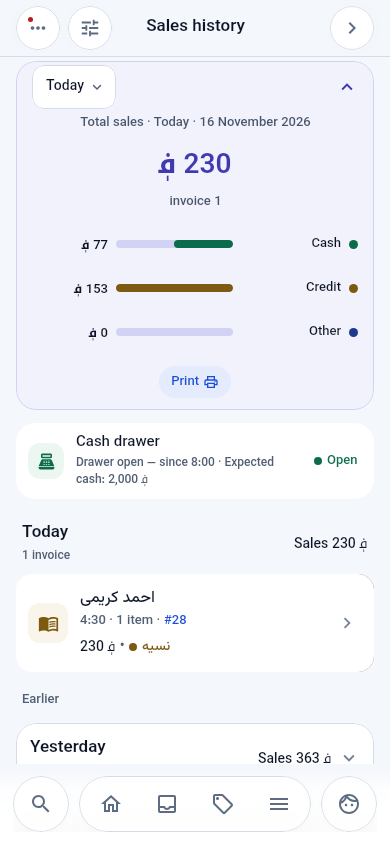 Sales history
Today
Total sales · Today · 16 November 2026
230 ؋
invoice 1
77 ؋
Cash
153 ؋
Credit
0 ؋
Other
Print
Cash drawer
Drawer open — since 8:00 · Expected
cash: 2,000 ؋
Open
Today
1 invoice
Sales 230 ؋
احمد کریمی
4:30 · 1 item · #28
230 ؋ • نسیه
Earlier
Yesterday
Sales 363 ؋